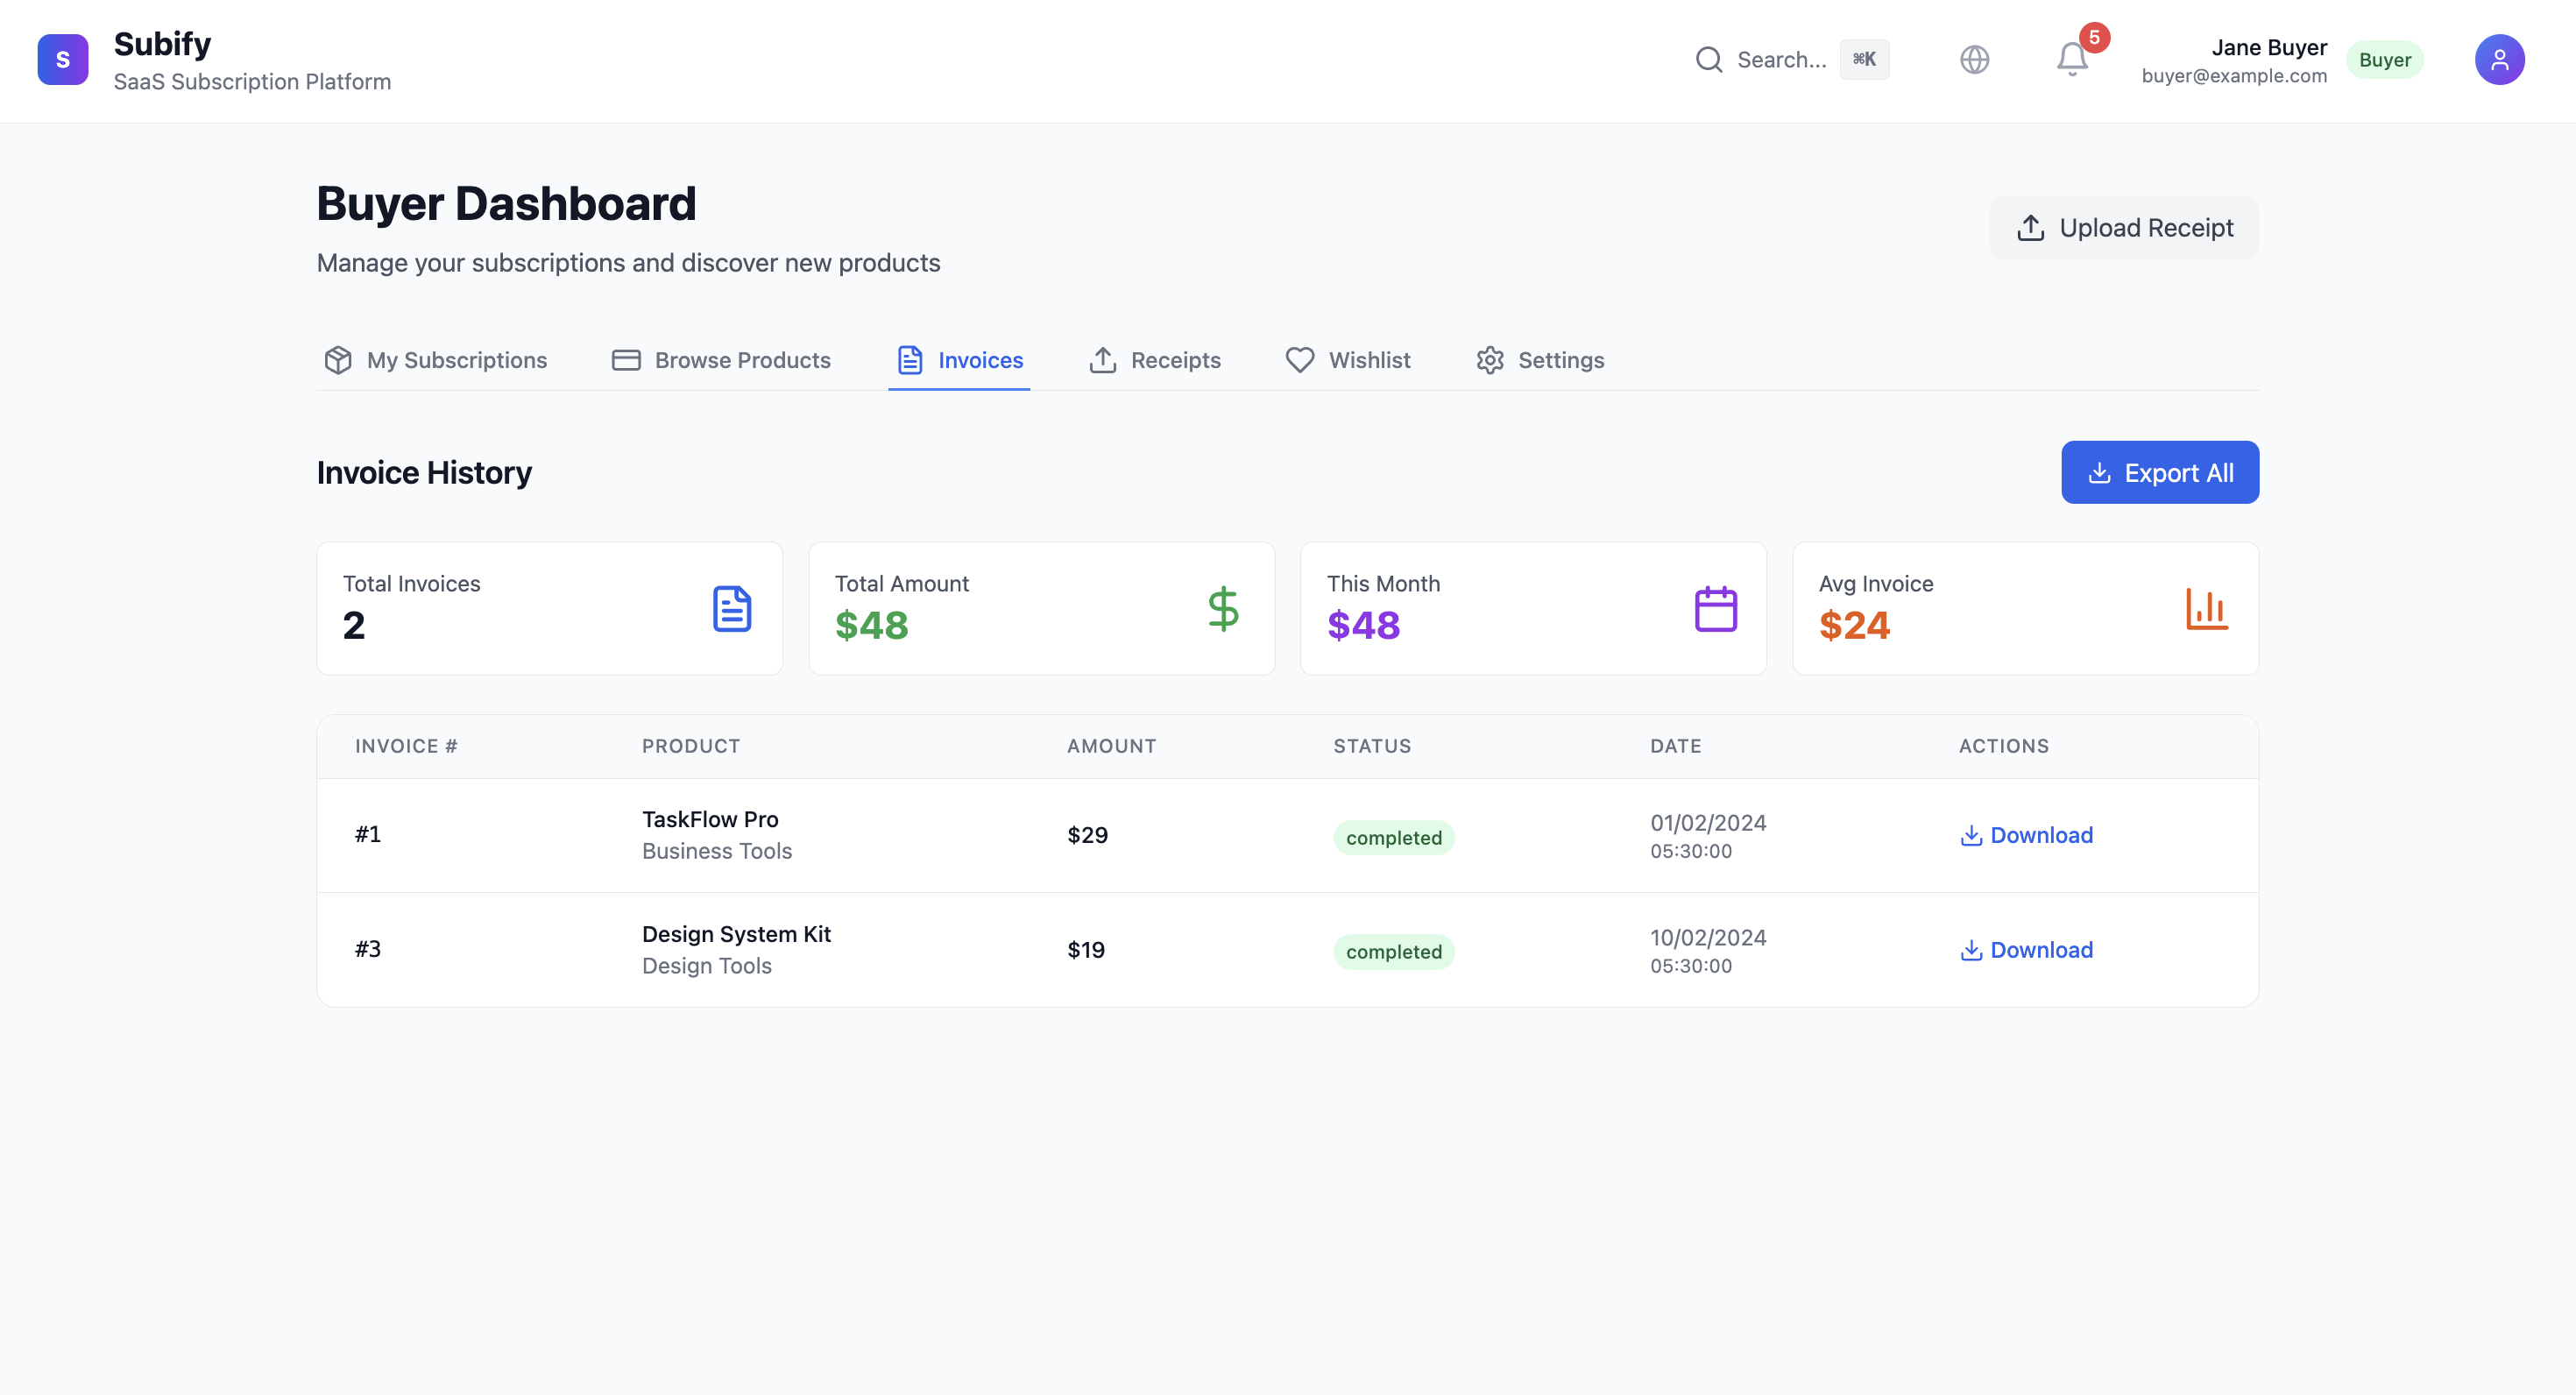 S
Subify
SaaS Subscription Platform
Search...
⌘K
5
Jane Buyer
buyer@example.com
Buyer
Buyer Dashboard
Manage your subscriptions and discover new products
Upload Receipt
My Subscriptions
Browse Products
Invoices
Receipts
Wishlist
Settings
Invoice History
Export All
Total Invoices
2
Total Amount
$48
This Month
$48
Avg Invoice
$24
INVOICE # PRODUCT AMOUNT STATUS DATE ACTIONS
#1
TaskFlow Pro
Business Tools
$29
completed
01/02/2024
05:30:00
Download
#3
Design System Kit
Design Tools
$19
completed
10/02/2024
05:30:00
Download